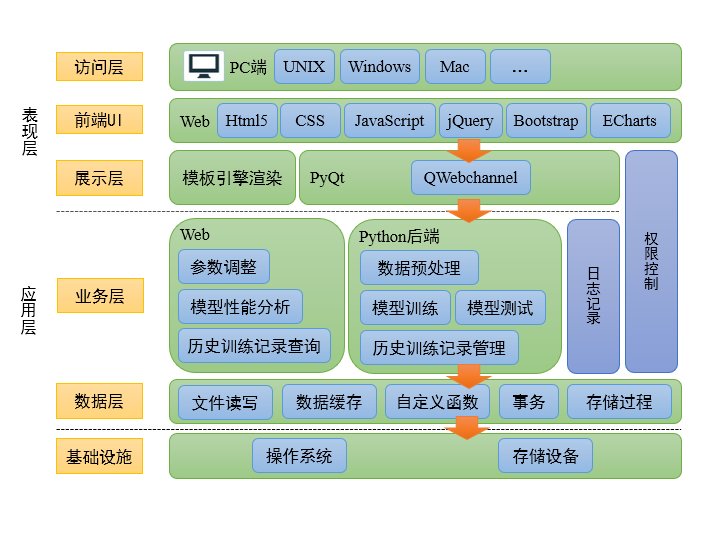 访问层
PC端
UNIX
Windows
Mac
...
表现层
前端UI
Web
Html5
CSS
JavaScript
jQuery
Bootstrap
ECharts
展示层
模板引擎渲染
PyQt
QWebchannel
权限控制
应用层
业务层
Web
参数调整
模型性能分析
历史训练记录查询
Python后端
数据预处理
模型训练
模型测试
历史训练记录管理
日志记录
数据层
文件读写
数据缓存
自定义函数
事务
存储过程
基础设施
操作系统
存储设备